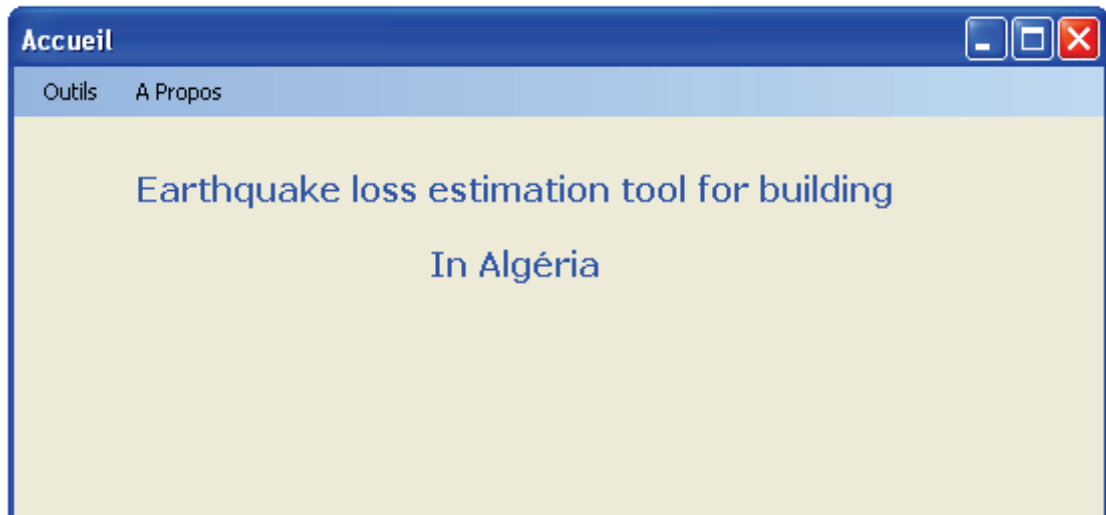 Accueil
Outils A Propos
Earthquake loss estimation tool for building
In Algéria